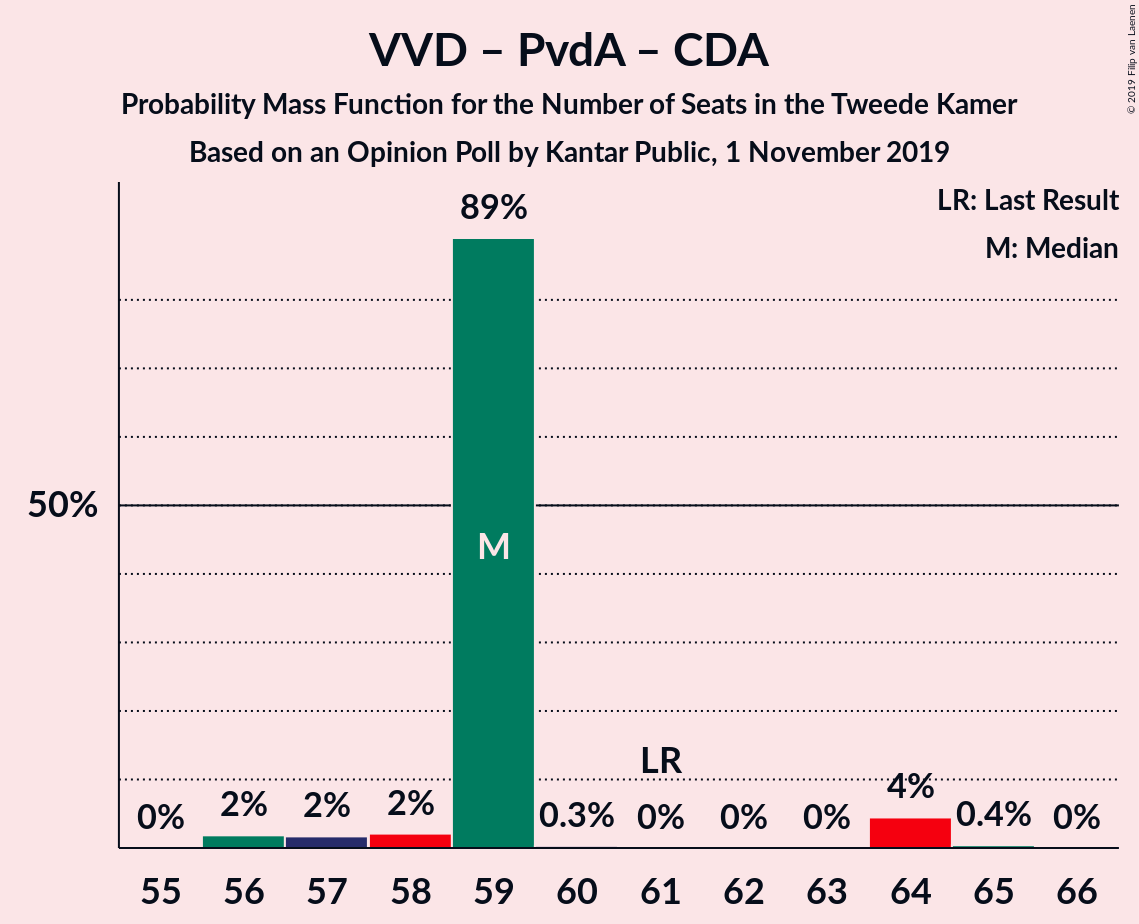 VVD – PvdA – CDA
Probability Mass Function for the Number of Seats in the Tweede Kamer
Based on an Opinion Poll by Kantar Public, 1 November 2019
© 2019 Filip van Laenen
LR: Last Result
M: Median
89%
50%
M
LR
0% 2% 2% 2% 0.3% 0% 0% 0% 4% 0.4% 0%
55 56 57 58 59 60 61 62 63 64 65 66